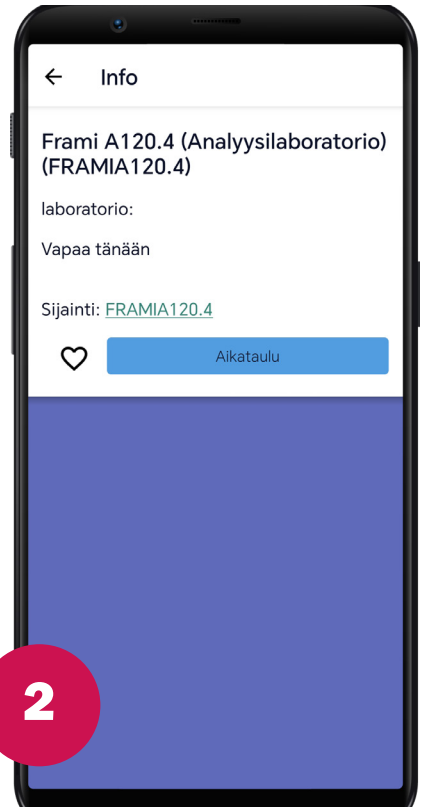 Info
Frami A120.4 (Analyysilaboratorio)
(FRAMIA120.4)
laboratorio:
Vapaa tänään
Sijainti: FRAMIA120.4
Aikataulu
2